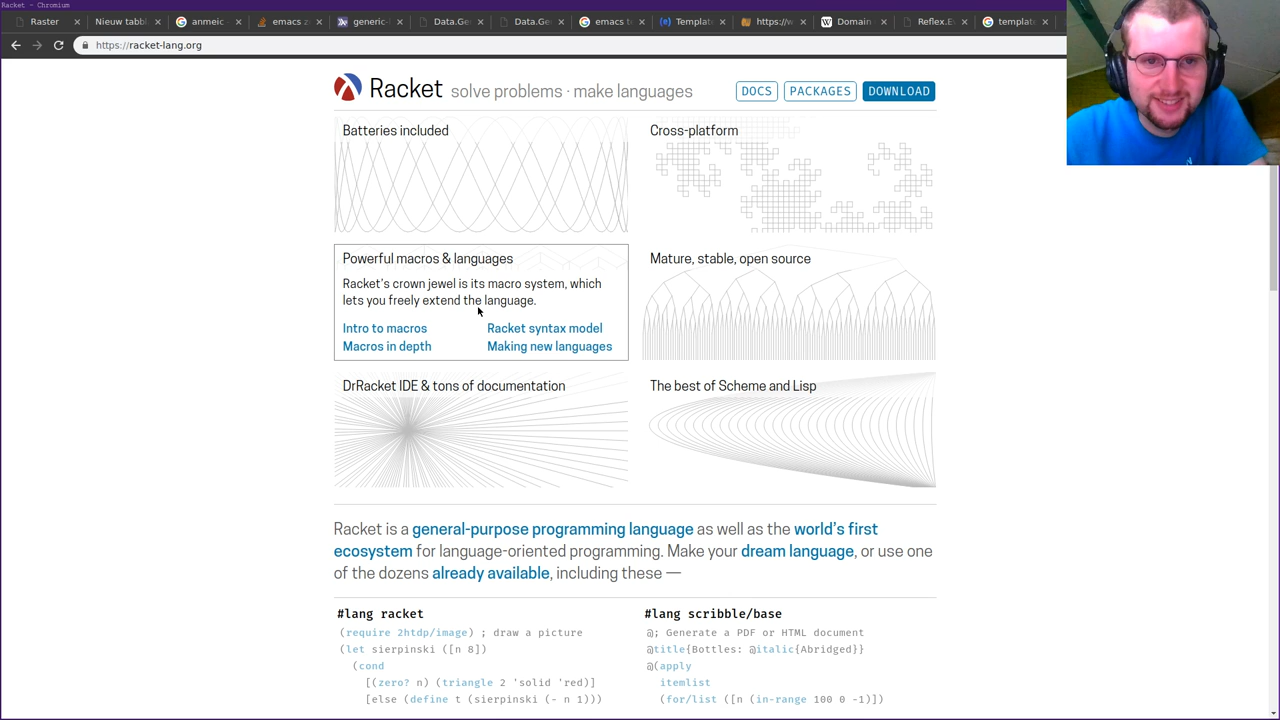 Racket - Chromium
Raster
Nieuw tabbl
anmeic
emacs z
generic-l
Data.Ge
Data.Ge
emacs t
Template
https://w
Domain
Reflex.E
template
https://racket-lang.org
Racket solve problems · make languages
DOCS PACKAGES DOWNLOAD
Batteries included
Cross-platform
Powerful macros & languages
Racket's crown jewel is its macro system, which
lets you freely extend the language.
Intro to macros
Racket syntax model
Macros in depth
Making new languages
Mature, stable, open source
DrRacket IDE & tons of documentation
The best of Scheme and Lisp
Racket is a general-purpose programming language as well as the world's first
ecosystem for language-oriented programming. Make your dream language, or use one
of the dozens already available, including these —
#lang racket
(require 2htdp/image) ; draw a picture
(let sierpinski ([n 8])
(cond
[(zero? n) (triangle 2 'solid 'red)]
[else (define t (sierpinski (- n 1)))
#lang scribble/base
@; Generate a PDF or HTML document
@title{Bottles: @italic{Abridged}}
@(apply
itemlist
(for/list ([n (in-range 100 0 -1)])